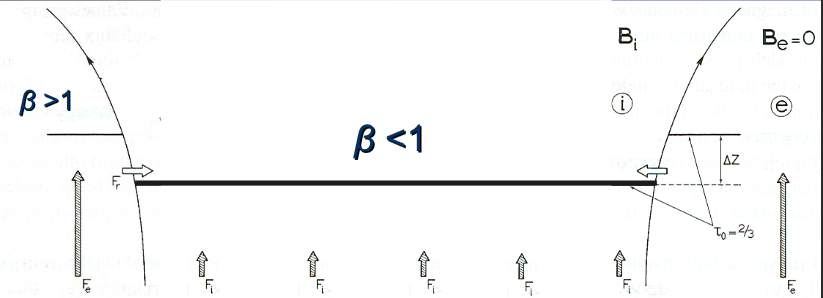 B_i
B_e=0
β>1
ⓘ
ⓔ
β<1
ΔZ
F_r
τ_0=2/3
F_e
F_i
F_i
F_i
F_i
F_i
F_e